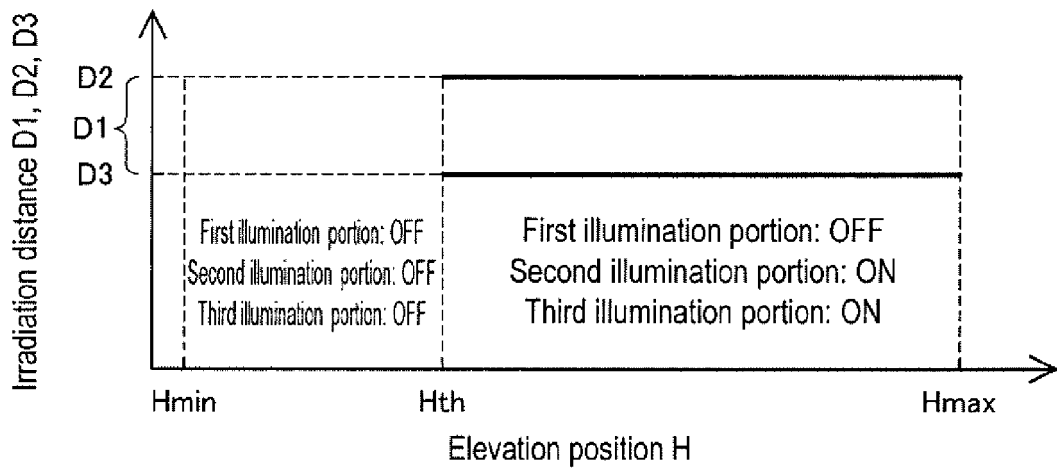 Irradiation distance D1, D2, D3
D2
D1
D3
First illumination portion: OFF
Second illumination portion: OFF
Third illumination portion: OFF
First illumination portion: OFF
Second illumination portion: ON
Third illumination portion: ON
Hmin
Hth
Hmax
Elevation position H